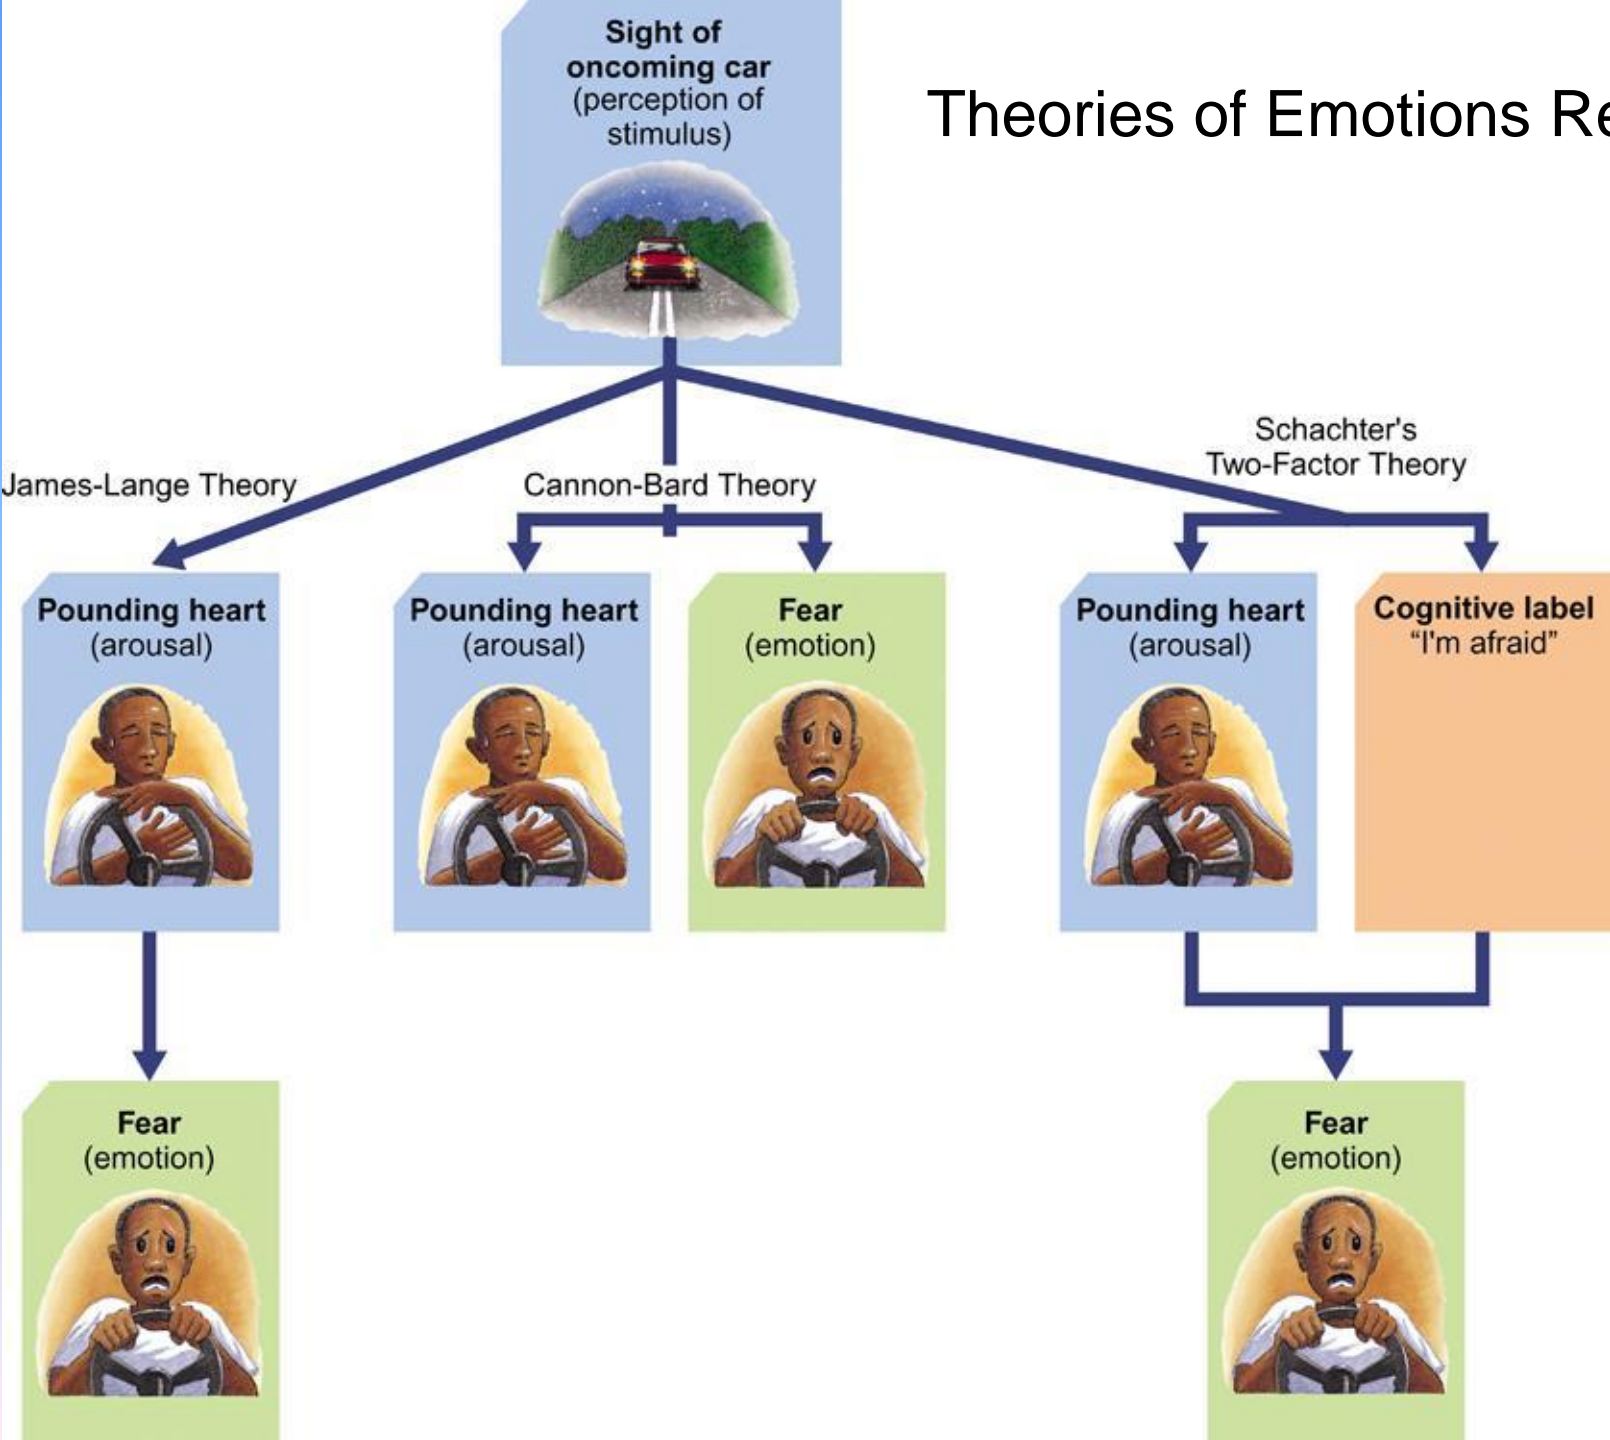 Sight of
oncoming car
(perception of
stimulus)
Theories of Emotions
James-Lange Theory
Cannon-Bard Theory
Schachter's
Two-Factor Theory
Pounding heart
(arousal)
Pounding heart
(arousal)
Fear
(emotion)
Pounding heart
(arousal)
Cognitive label
“I'm afraid”
Fear
(emotion)
Fear
(emotion)